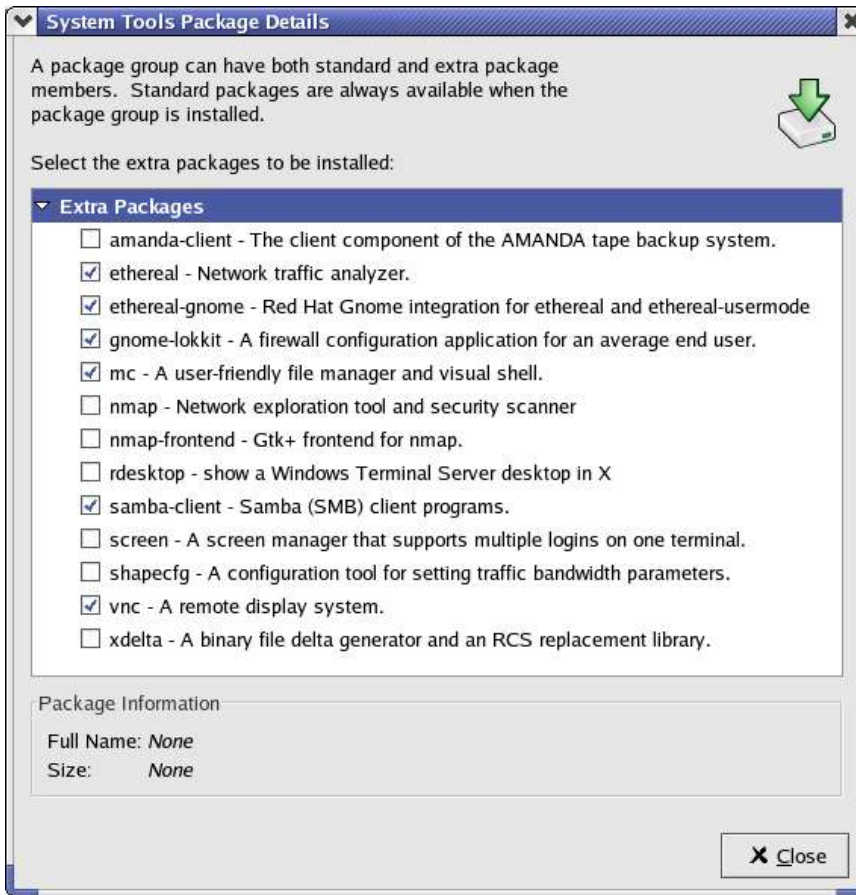 System Tools Package Details
A package group can have both standard and extra package
members. Standard packages are always available when the
package group is installed.
Select the extra packages to be installed:
Extra Packages
amanda-client - The client component of the AMANDA tape backup system.
ethereal - Network traffic analyzer.
ethereal-gnome - Red Hat Gnome integration for ethereal and ethereal-usermode
gnome-lokkit - A firewall configuration application for an average end user.
mc - A user-friendly file manager and visual shell.
nmap - Network exploration tool and security scanner
nmap-frontend - Gtk+ frontend for nmap.
rdesktop - show a Windows Terminal Server desktop in X
samba-client - Samba (SMB) client programs.
screen - A screen manager that supports multiple logins on one terminal.
shapecfg - A configuration tool for setting traffic bandwidth parameters.
vnc - A remote display system.
xdelta - A binary file delta generator and an RCS replacement library.
Package Information
Full Name: None
Size: None
Close